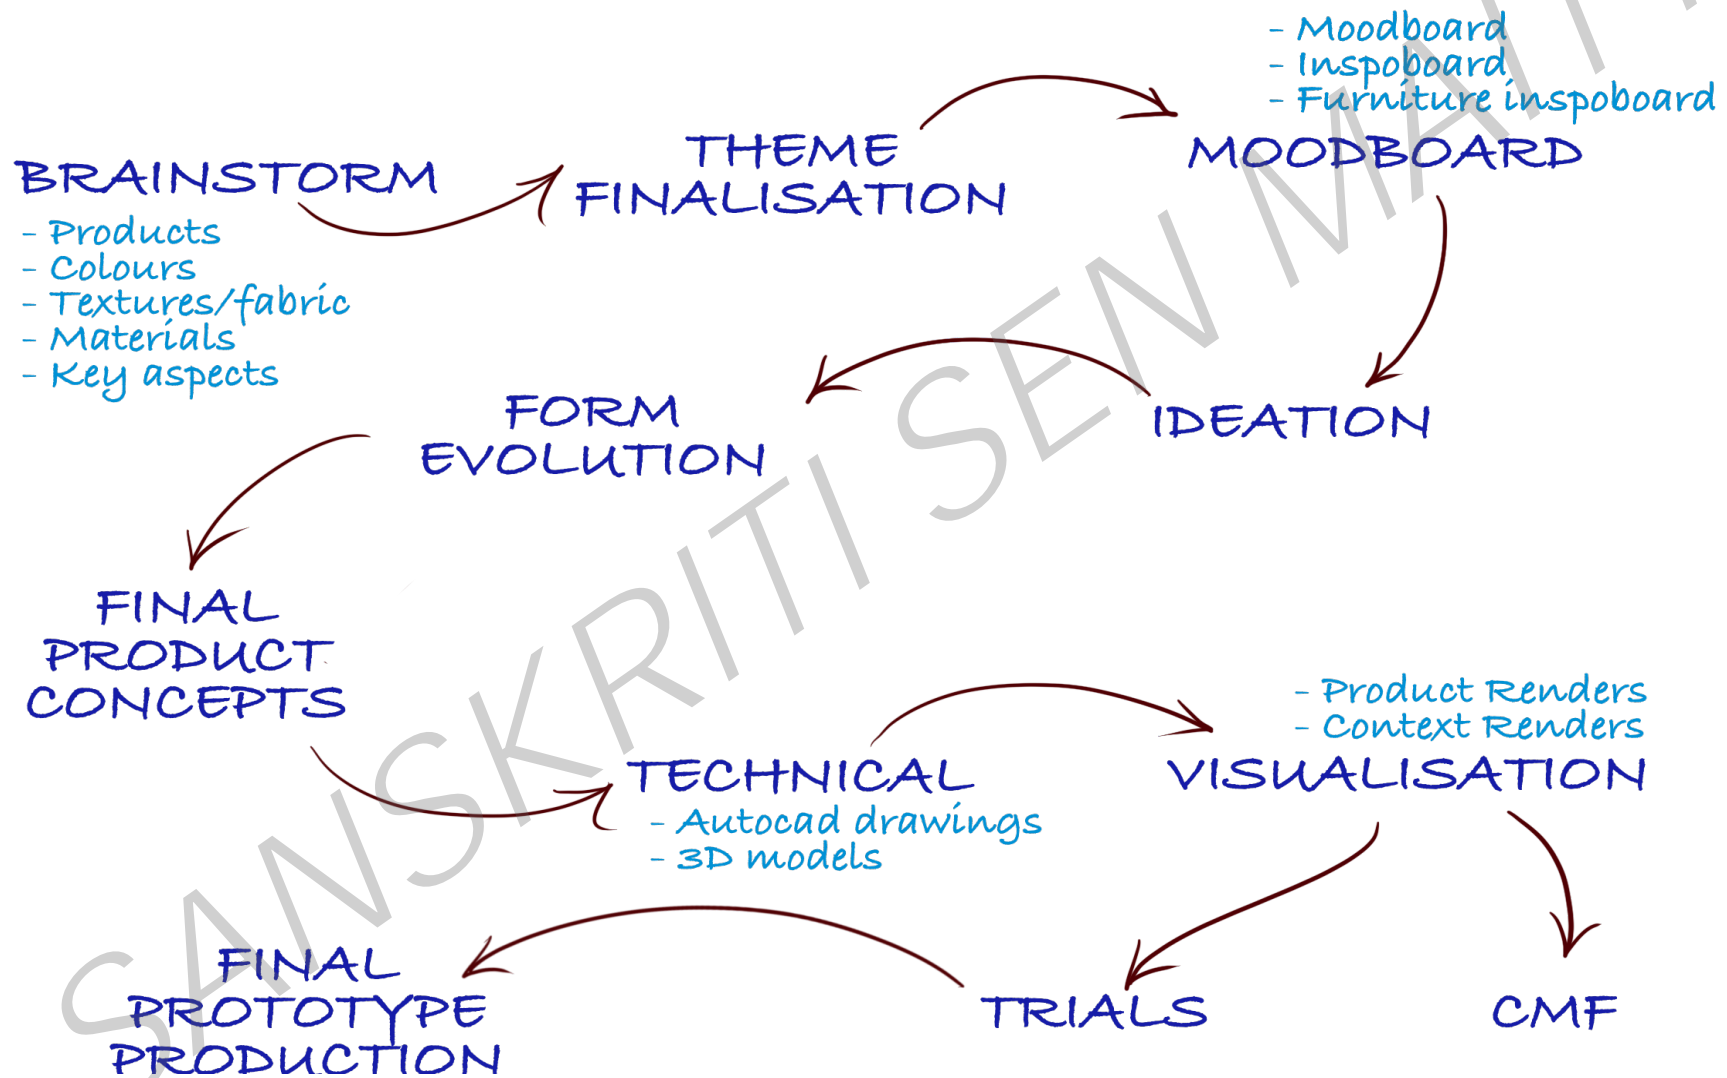 BRAINSTORM
- Products
- Colours
- Textures/fabric
- Materials
- Key aspects
THEME
FINALISATION
- Moodboard
- Inspoboard
- Furniture inspoboard
MOODBOARD
IDEATION
FORM
EVOLUTION
FINAL
PRODUCT
CONCEPTS
TECHNICAL
- Autocad drawings
- 3D models
- Product Renders
- Context Renders
VISUALISATION
TRIALS
CMF
FINAL
PROTOTYPE
PRODUCTION
SANSKRITI SEN